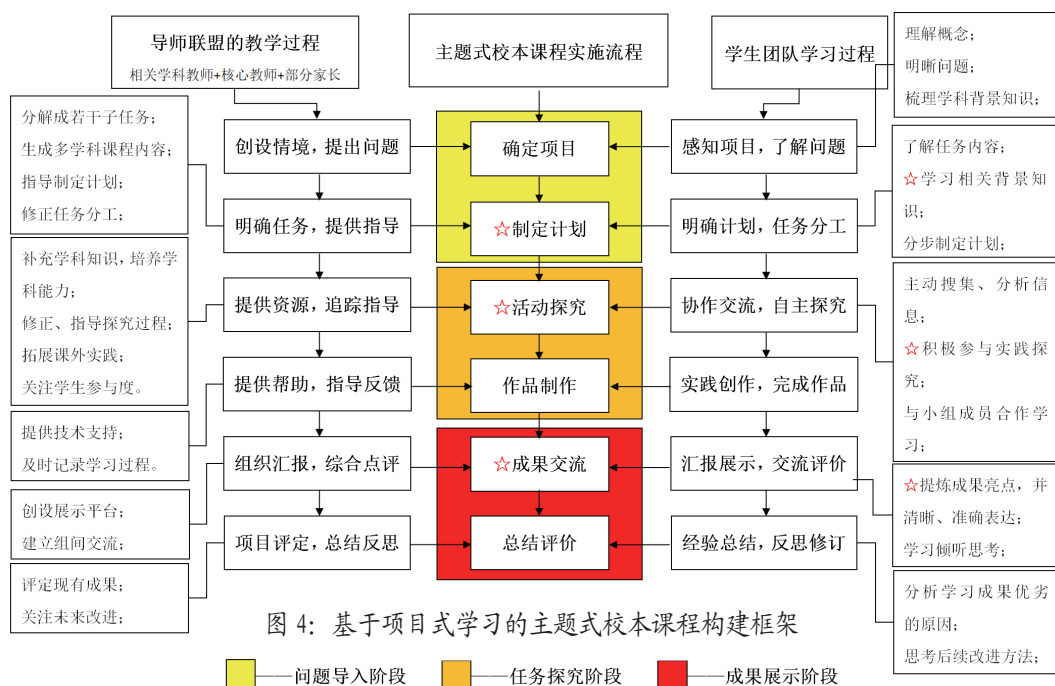 导师联盟的教学过程
相关学科教师+核心教师+部分家长
主题式校本课程实施流程
学生团队学习过程
理解概念；
明晰问题；
梳理学科背景知识；
分解成若干子任务；
生成多学科课程内容；
指导制定计划；
修正任务分工；
创设情境，提出问题
确定项目
感知项目，了解问题
了解任务内容；
☆学习相关背景知
识；
分步制定计划；
明确任务，提供指导
☆制定计划
明确计划，任务分工
补充学科知识，培养学
科能力；
修正、指导探究过程；
拓展课外实践；
关注学生参与度。
提供资源，追踪指导
☆活动探究
协作交流，自主探究
主动搜集、分析信
息；
☆积极参与实践探
究；
与小组成员合作学
习；
提供帮助，指导反馈
作品制作
实践创作，完成作品
提供技术支持；
及时记录学习过程。
组织汇报，综合点评
☆成果交流
汇报展示，交流评价
☆提炼成果亮点，并
清晰、准确表达；
学习倾听思考；
创设展示平台；
建立组间交流；
项目评定，总结反思
总结评价
经验总结，反思修订
评定现有成果；
关注未来改进；
分析学习成果优劣
的原因；
思考后续改进方法；
图 4：基于项目式学习的主题式校本课程构建框架
——问题导入阶段
——任务探究阶段
——成果展示阶段